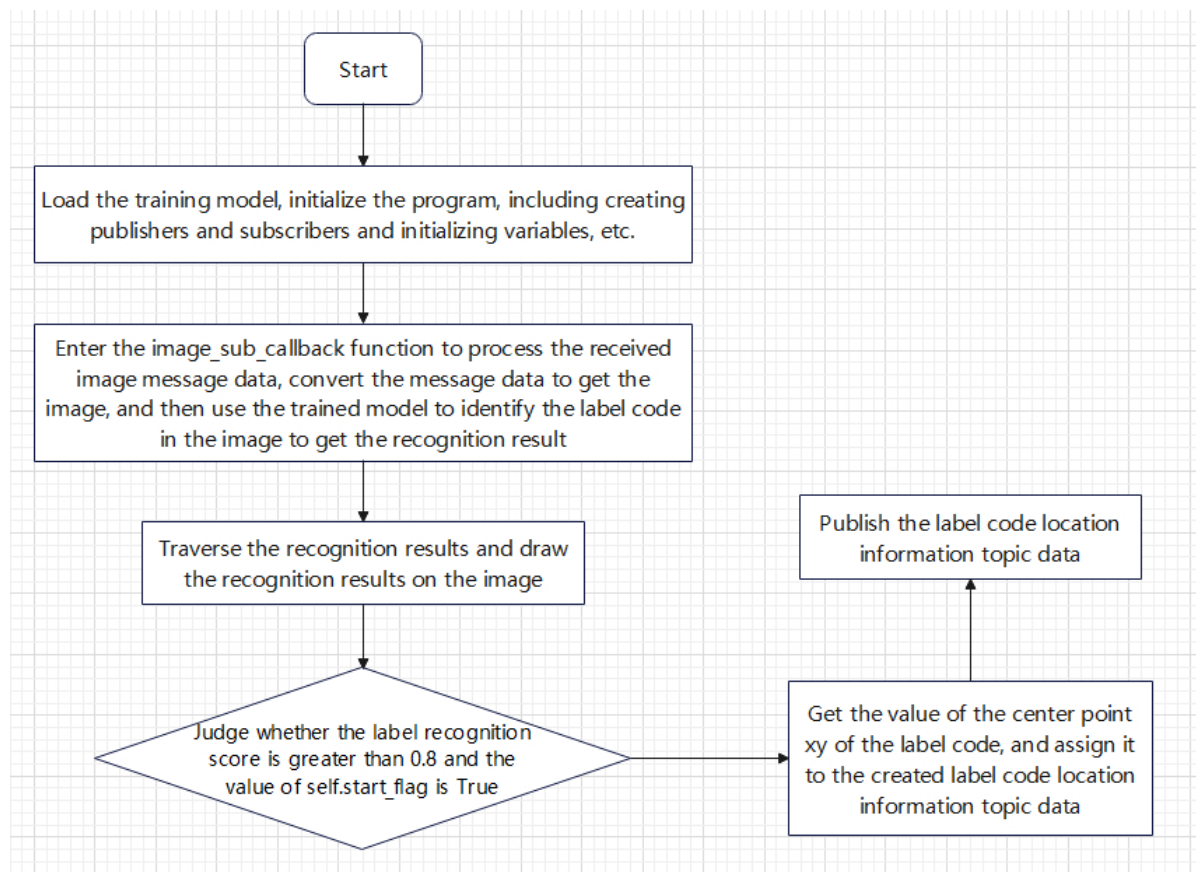 Start
Load the training model, initialize the program, including creating
publishers and subscribers and initializing variables, etc.
Enter the image_sub_callback function to process the received
image message data, convert the message data to get the
image, and then use the trained model to identify the label code
in the image to get the recognition result
Traverse the recognition results and draw
the recognition results on the image
Judge whether the label recognition
score is greater than 0.8 and the
value of self.start_flag is True
Get the value of the center point
xy of the label code, and assign it
to the created label code location
information topic data
Publish the label code location
information topic data